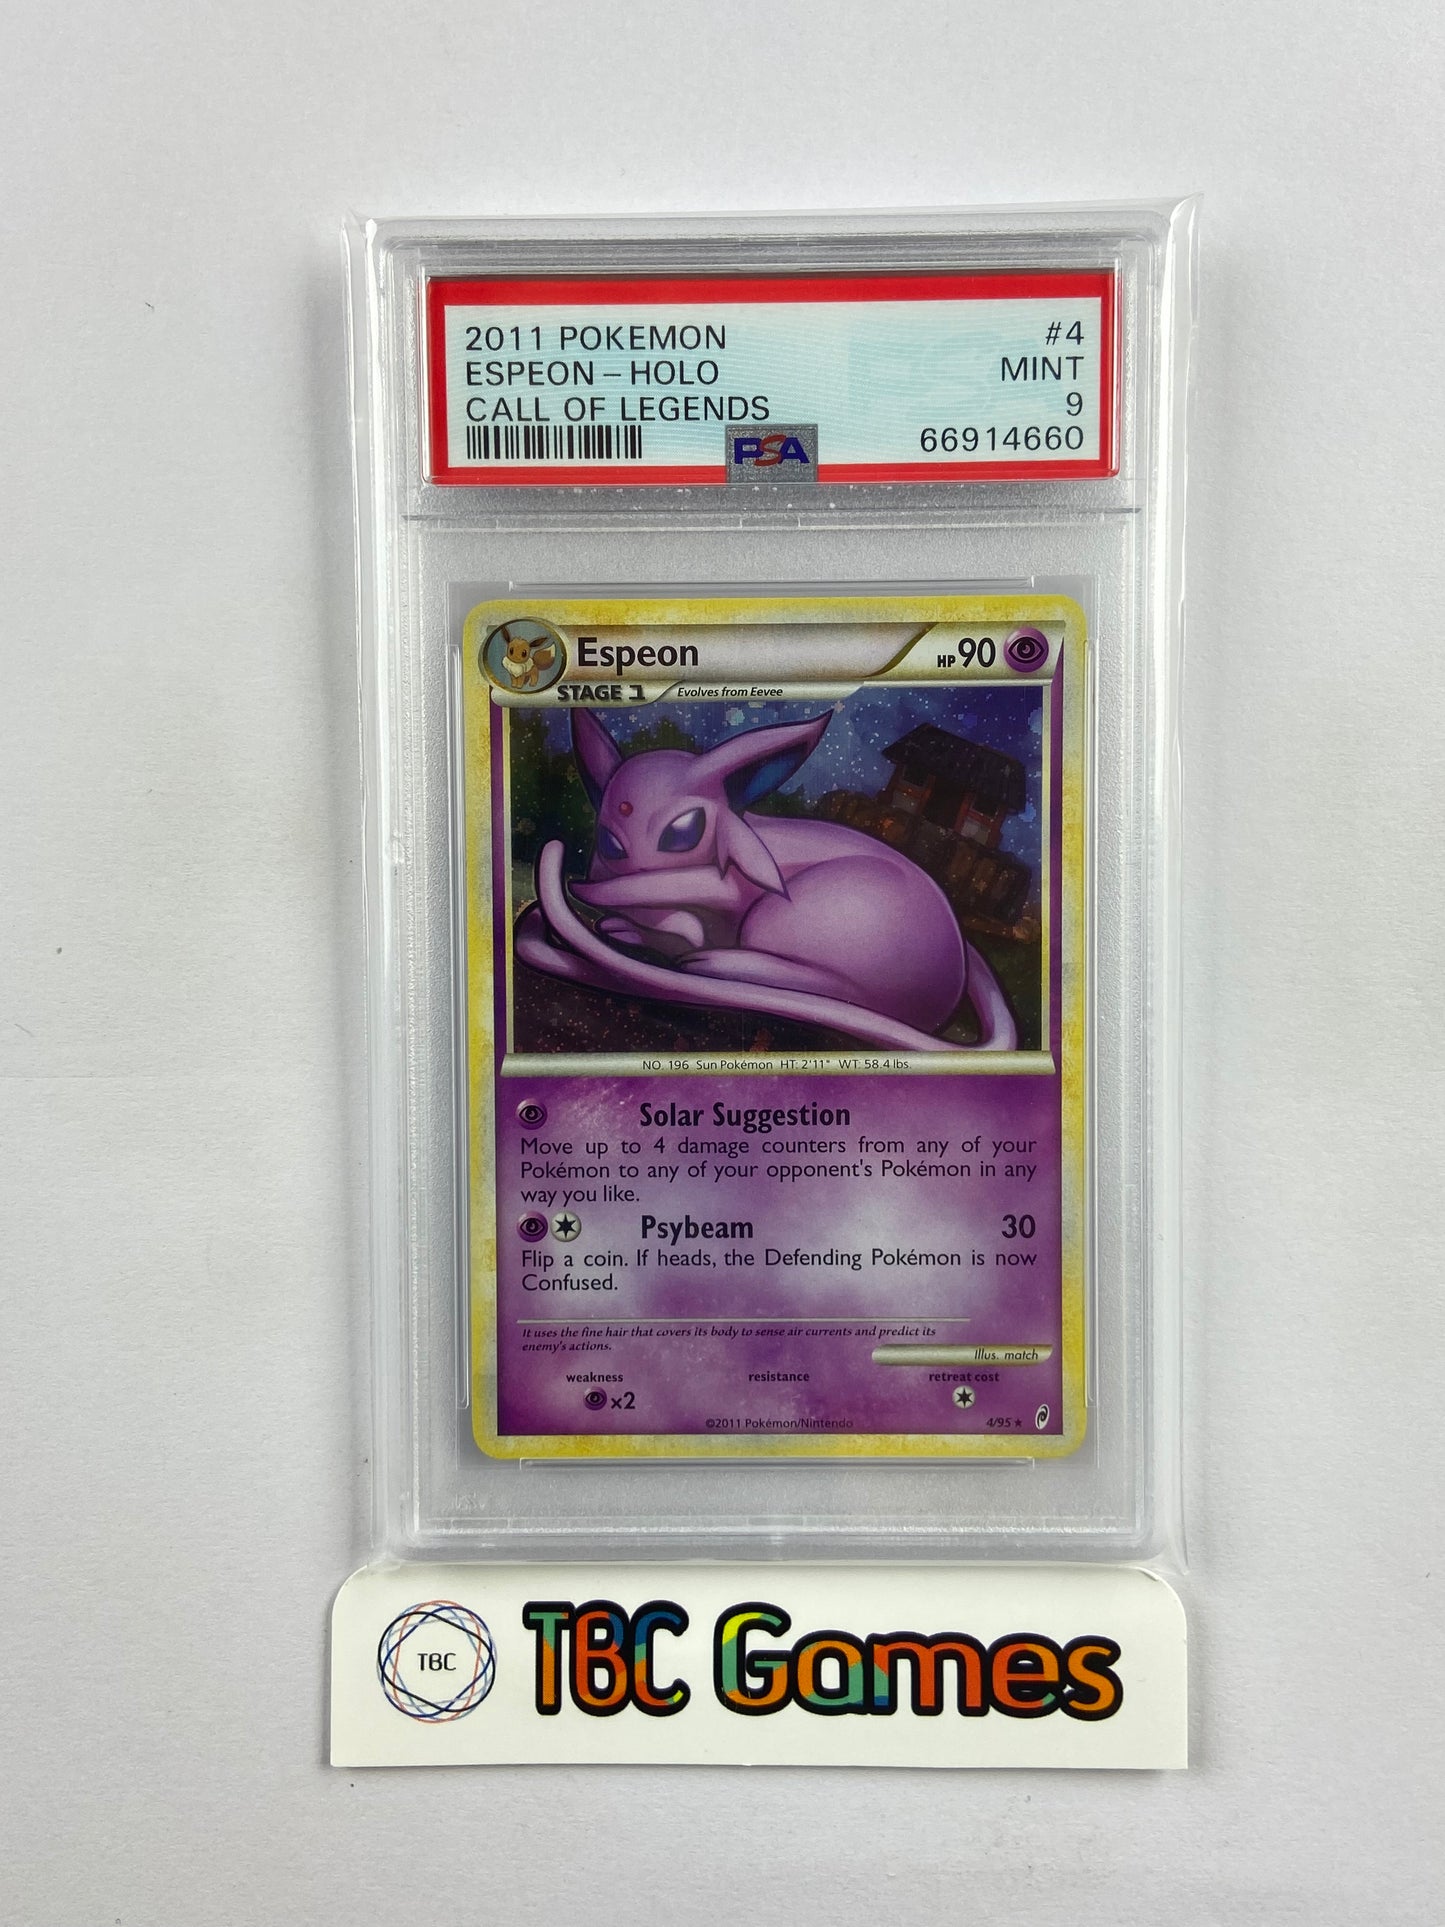 2011 POKEMON #4
ESPEON - HOLO MINT
CALL OF LEGENDS 9
PSA 66914660
Espeon HP 90
STAGE 1 Evolves from Eevee
NO. 196 Sun Pokémon HT: 2'11" WT: 58.4 lbs.
Solar Suggestion
Move up to 4 damage counters from any of your
Pokémon to any of your opponent's Pokémon in any
way you like.
Psybeam 30
Flip a coin. If heads, the Defending Pokémon is now
Confused.
It uses the fine hair that covers its body to sense air currents and predict its
enemy's actions.
Illus. match
weakness resistance retreat cost
x2
©2011 Pokémon/Nintendo 4/95 ★
TBC TBC Games